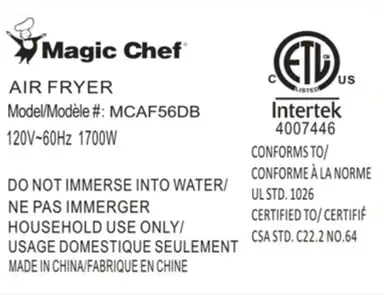 Magic Chef
AIR FRYER
Model/Modèle #: MCAF56DB
120V~60Hz 1700W
DO NOT IMMERSE INTO WATER/
NE PAS IMMERGER
HOUSEHOLD USE ONLY/
USAGE DOMESTIQUE SEULEMENT
MADE IN CHINA/FABRIQUE EN CHINE
ETL
C US
LISTED
Intertek
4007446
CONFORMS TO/
CONFORME À LA NORME
UL STD. 1026
CERTIFIED TO/ CERTIFIÉ
CSA STD. C22.2 NO.64